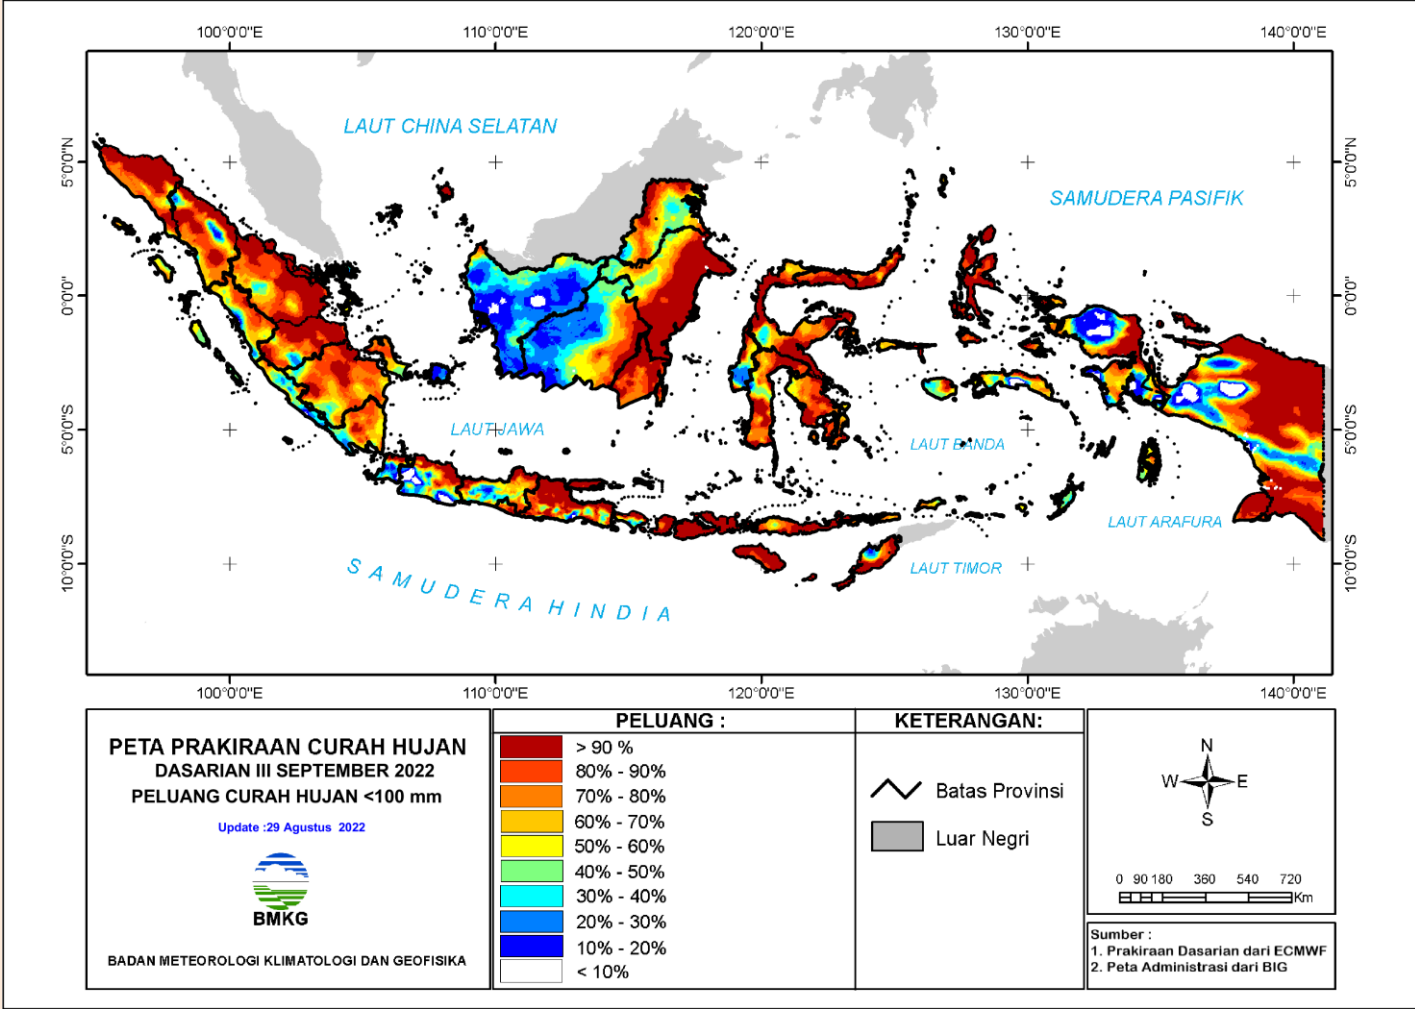 100°0'0"E 110°0'0"E 120°0'0"E 130°0'0"E 140°0'0"E
5°0'0"N 5°0'0"N
0°0'0" 0°0'0"
5°0'0"S 5°0'0"S
10°0'0"S 10°0'0"S
LAUT CHINA SELATAN
SAMUDERA PASIFIK
LAUT JAWA
LAUT BANDA
LAUT ARAFURA
LAUT TIMOR
SAMUDERA HINDIA
100°0'0"E 110°0'0"E 120°0'0"E 130°0'0"E 140°0'0"E
PETA PRAKIRAAN CURAH HUJAN
DASARIAN III SEPTEMBER 2022
PELUANG CURAH HUJAN <100 mm
Update :29 Agustus 2022
BMKG
BADAN METEOROLOGI KLIMATOLOGI DAN GEOFISIKA
PELUANG :
> 90 %
80% - 90%
70% - 80%
60% - 70%
50% - 60%
40% - 50%
30% - 40%
20% - 30%
10% - 20%
< 10%
KETERANGAN:
Batas Provinsi
Luar Negri
N
W E
S
0 90 180 360 540 720
Km
Sumber :
1. Prakiraan Dasarian dari ECMWF
2. Peta Administrasi dari BIG